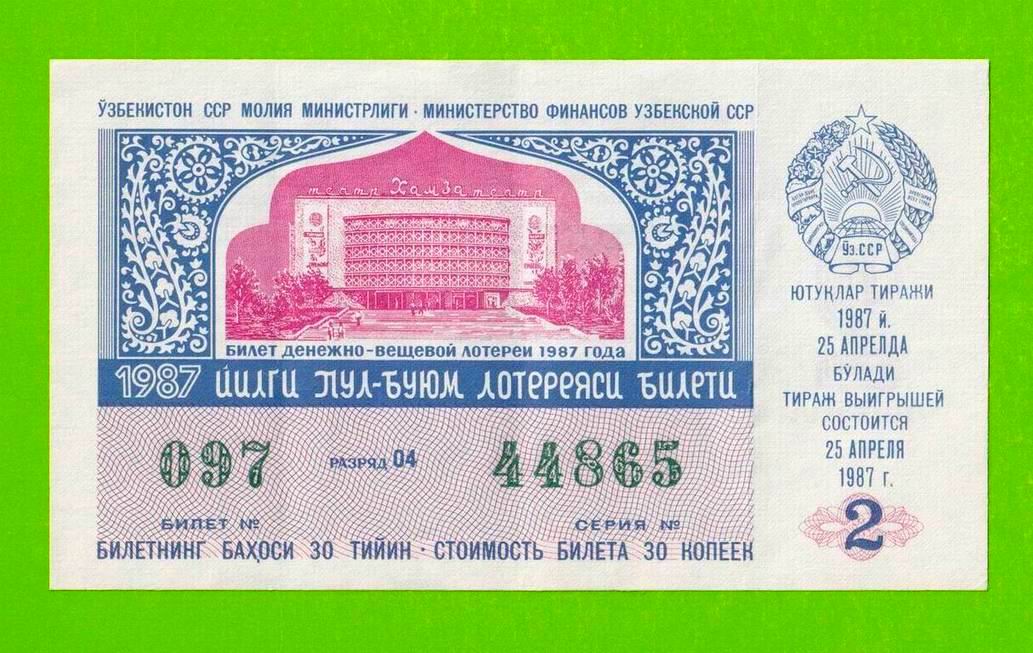 ЎЗБЕКИСТОН ССР МОЛИЯ МИНИСТРЛИГИ · МИНИСТЕРСТВО ФИНАНСОВ УЗБЕКСКОЙ ССР
театр Хамза театр
БИЛЕТ ДЕНЕЖНО-ВЕЩЕВОЙ ЛОТЕРЕИ 1987 ГОДА
1987 ЙИЛГИ ПУЛ-БУЮМ ЛОТЕРЕЯСИ БИЛЕТИ
097 РАЗРЯД 04 44865
БИЛЕТ № СЕРИЯ №
БИЛЕТНИНГ БАҲОСИ 30 ТИЙИН · СТОИМОСТЬ БИЛЕТА 30 КОПЕЕК
Ўз.ССР
ЮТУҚЛАР ТИРАЖИ
1987 й.
25 АПРЕЛДА
БЎЛАДИ
ТИРАЖ ВЫИГРЫШЕЙ
СОСТОИТСЯ
25 АПРЕЛЯ
1987 г.
2